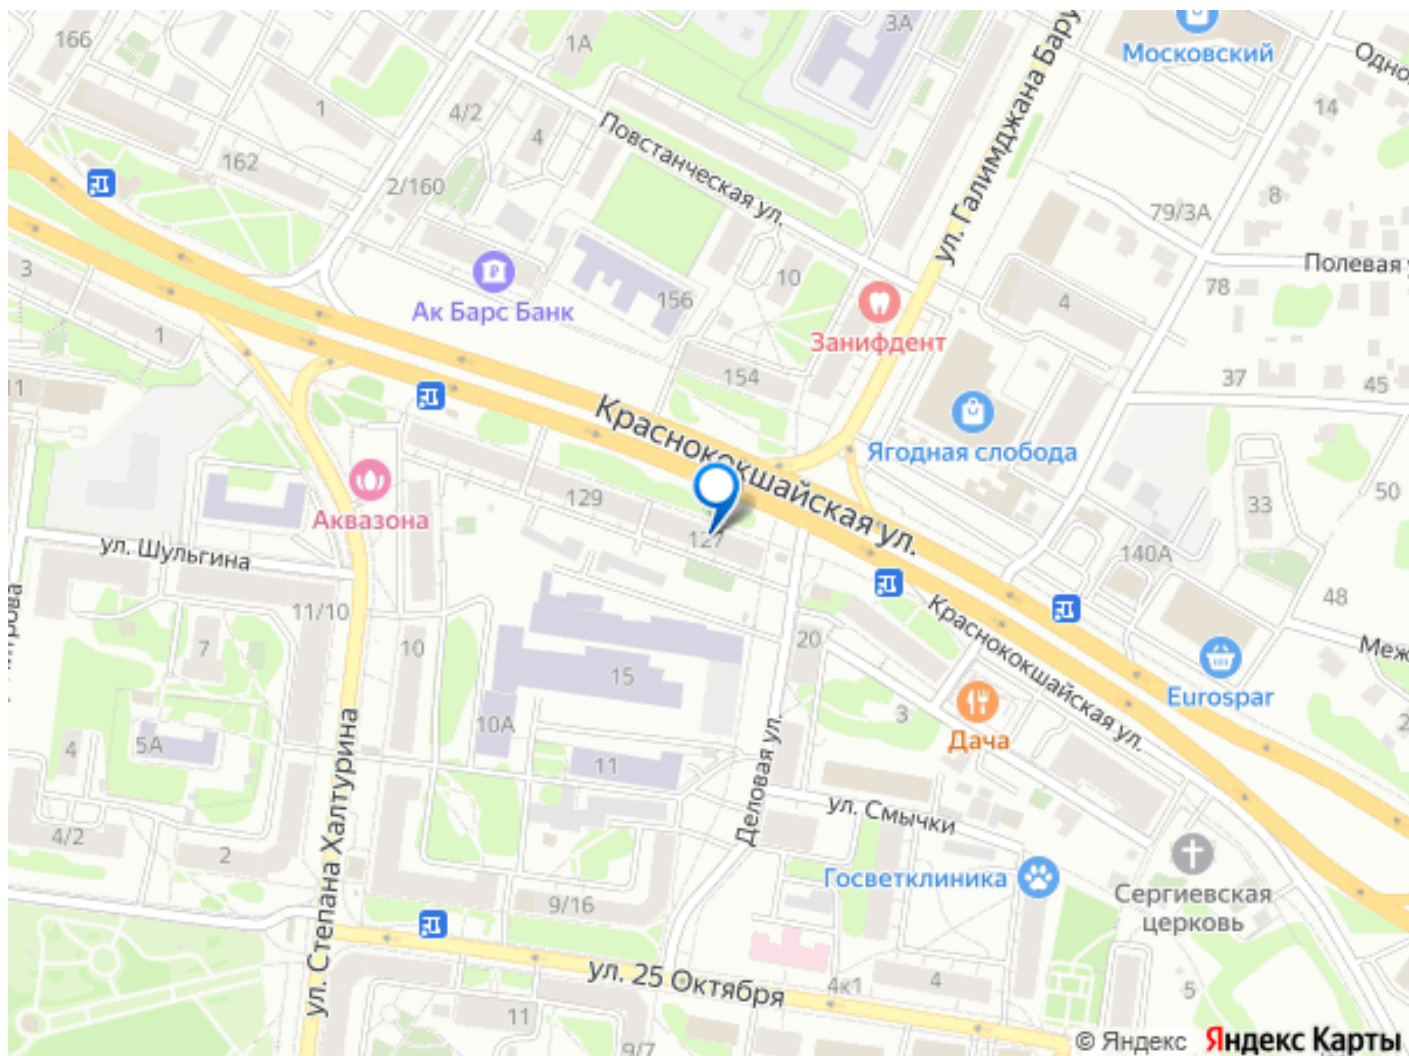 166
1А
3А
Московский
Одно
1
4/2
4
14
Повстанческая ул.
ул. Галимджана Бару
162
2/160
8
79/3А
3
Полевая
10
78
156
4
Ак Барс Банк
Занифдент
1
154
37
45
11
Краснококшайская ул.
Ягодная слобода
129
50
33
Аквазона
127
ул. Шульгина
140А
11/10
48
Краснококшайская ул.
20
7
10
Меж
15
Eurospar
3
10А
5А
4
Дача
11
Деловая ул.
ул. Степана Халтурина
ул. Смычки
4/2
2
Госветклиника
Сергиевская
церковь
9/16
ул. 25 Октября
4к1
4
5
11
9/7
© Яндекс Яндекс Карты